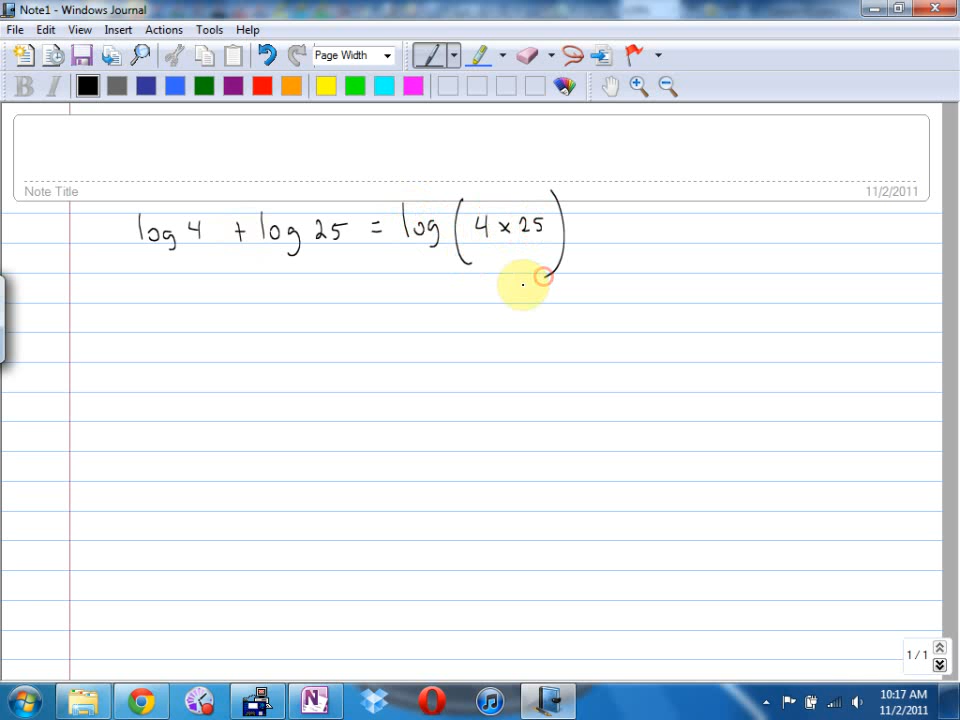 Note1 - Windows Journal
File Edit View Insert Actions Tools Help
Page Width
B I
Note Title 11/2/2011
log 4 + log 25 = log (4 × 25)
1 / 1
10:17 AM
11/2/2011